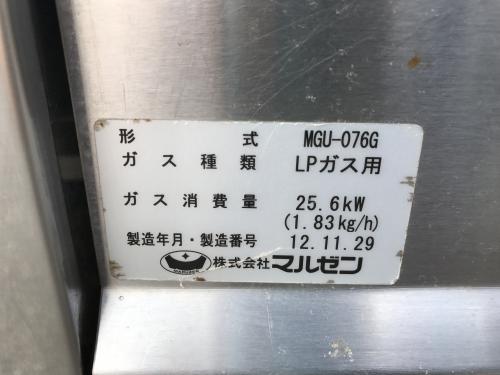 形式 MGU-076G
ガス種類 LPガス用
ガス消費量 25.6kW
(1.83kg/h)
製造年月・製造番号 12.11.29
MARUZEN 株式会社マルゼン